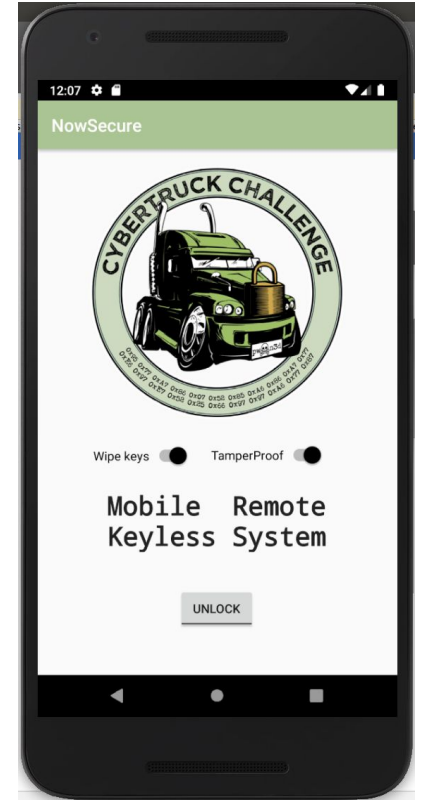 12:07
NowSecure
CYBERTRUCK CHALLENGE
Wipe keys
TamperProof
Mobile Remote
Keyless System
UNLOCK